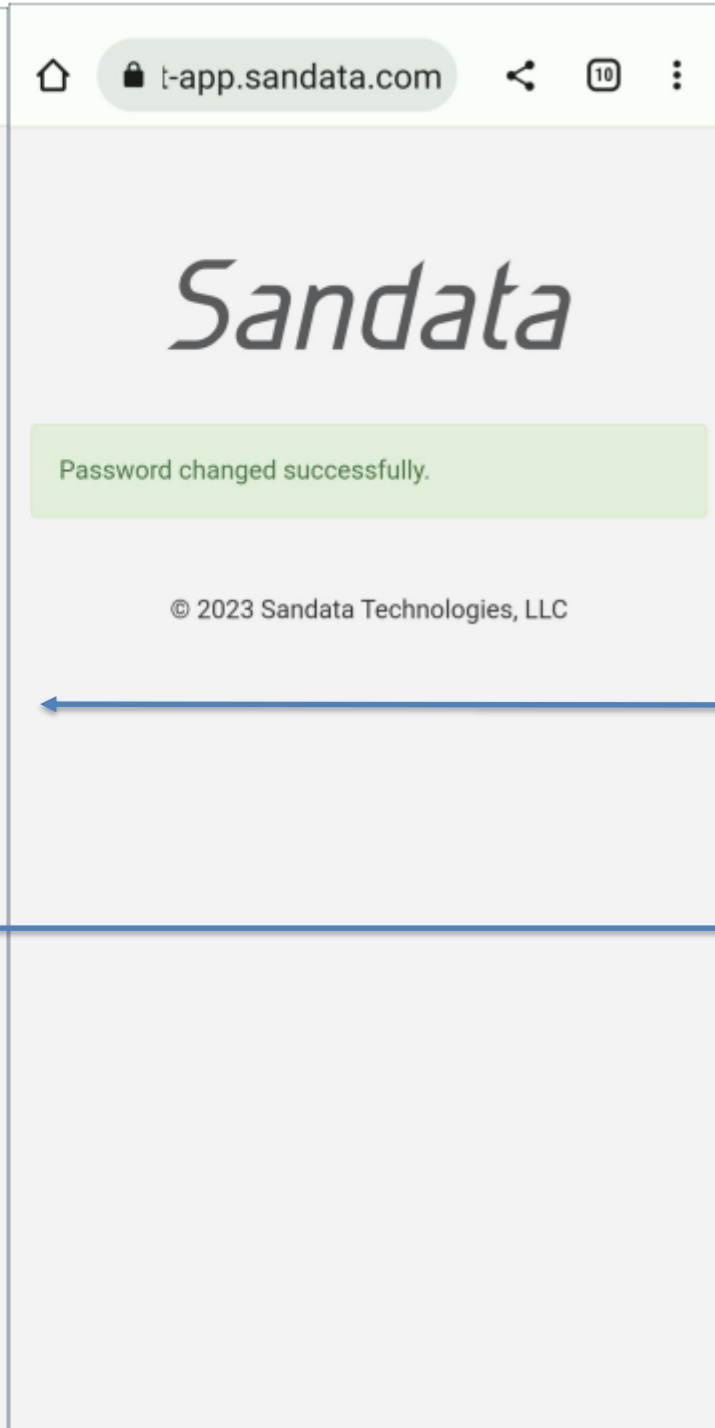 t-app.sandata.com
10
Sandata
Password changed successfully.
© 2023 Sandata Technologies, LLC